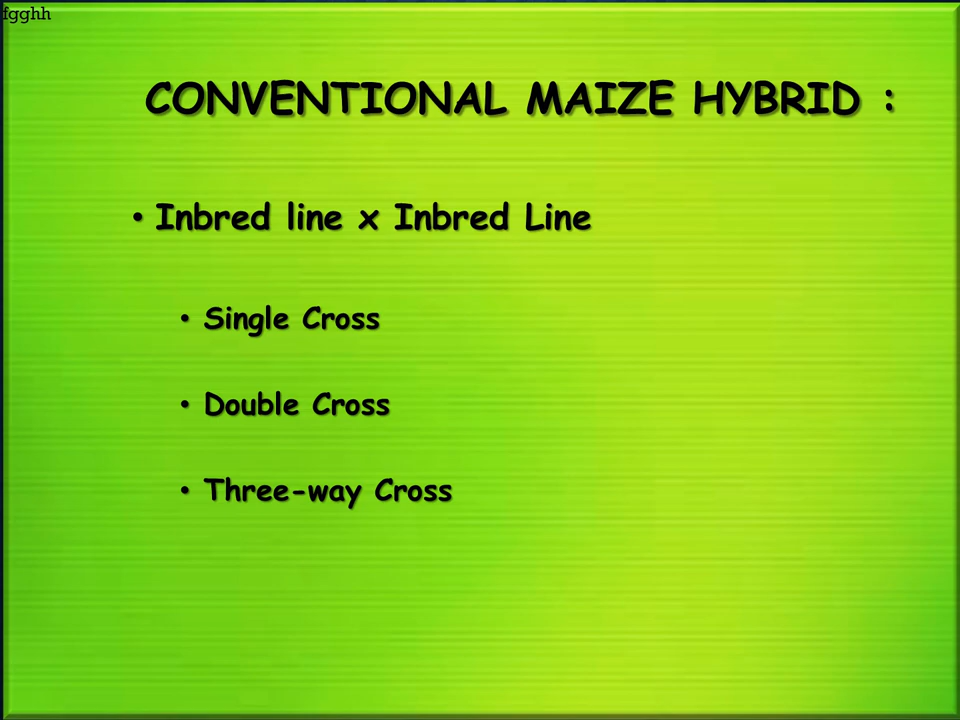 fgghh
CONVENTIONAL MAIZE HYBRID :
• Inbred line x Inbred Line
• Single Cross
• Double Cross
• Three-way Cross